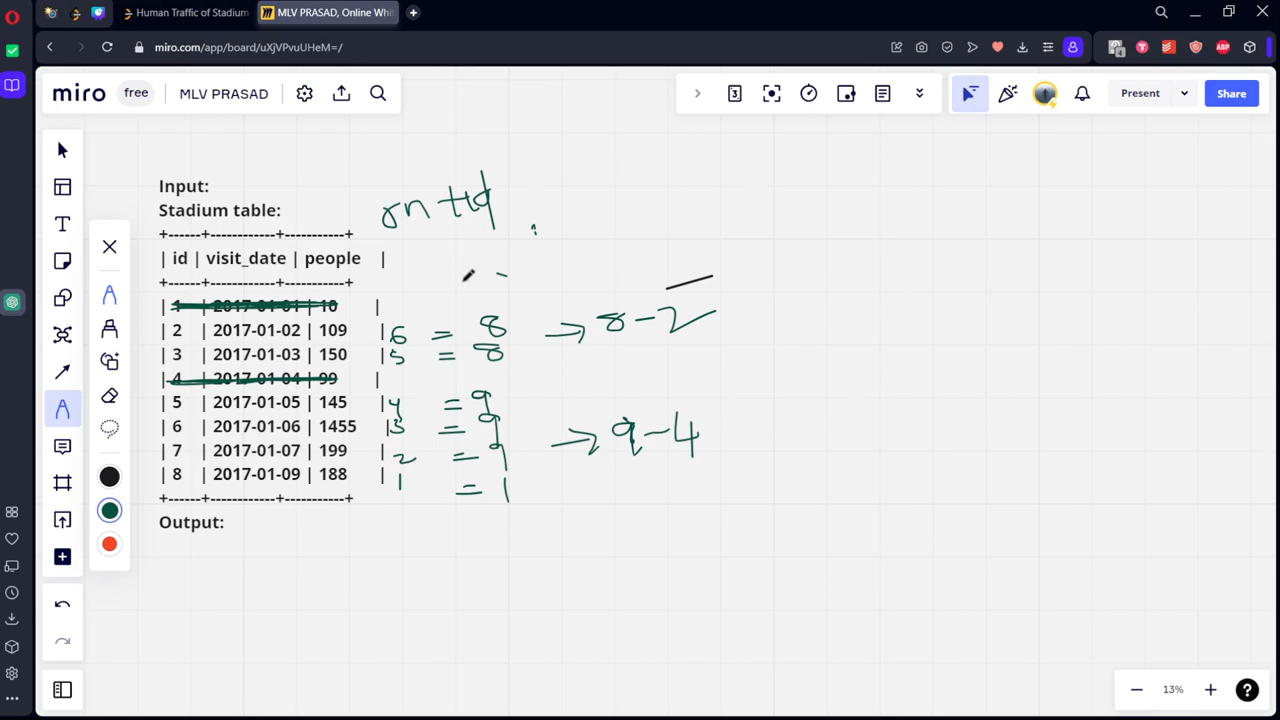 Human Traffic of Stadium
MLV PRASAD, Online Whit
miro.com/app/board/uXjVPvuUHeM=/
miro free MLV PRASAD
3
Present
Share
Input:
Stadium table:
+------+------------+-----------+
| id | visit_date | people |
+------+------------+-----------+
| 1 | 2017-01-01 | 10 |
| 2 | 2017-01-02 | 109 |
| 3 | 2017-01-03 | 150 |
| 4 | 2017-01-04 | 99 |
| 5 | 2017-01-05 | 145 |
| 6 | 2017-01-06 | 1455 |
| 7 | 2017-01-07 | 199 |
| 8 | 2017-01-09 | 188 |
+------+------------+-----------+
Output:
rn+id
6 = 8 → 8-2
5 = 8
4 = 9
3 = 9 → 9-4
2 = 9
1 = 1
ABP
13%